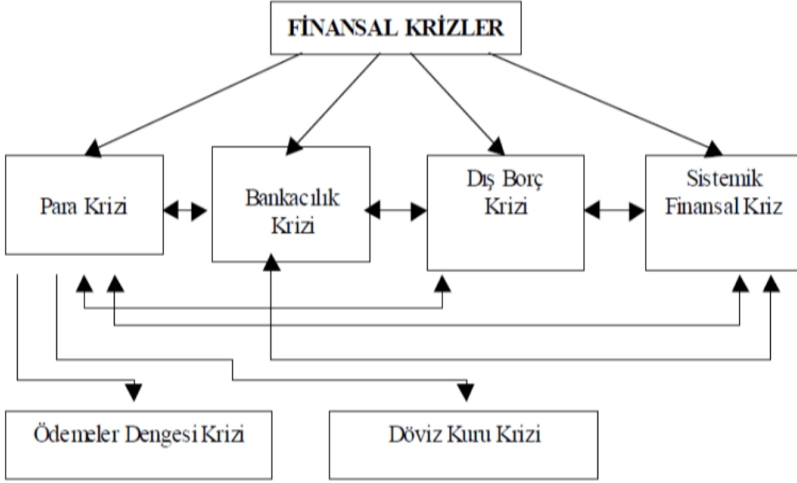 FİNANSAL KRİZLER
Para Krizi
Bankacılık
Krizi
Dış Borç
Krizi
Sistemik
Finansal Kriz
Ödemeler Dengesi Krizi
Döviz Kuru Krizi